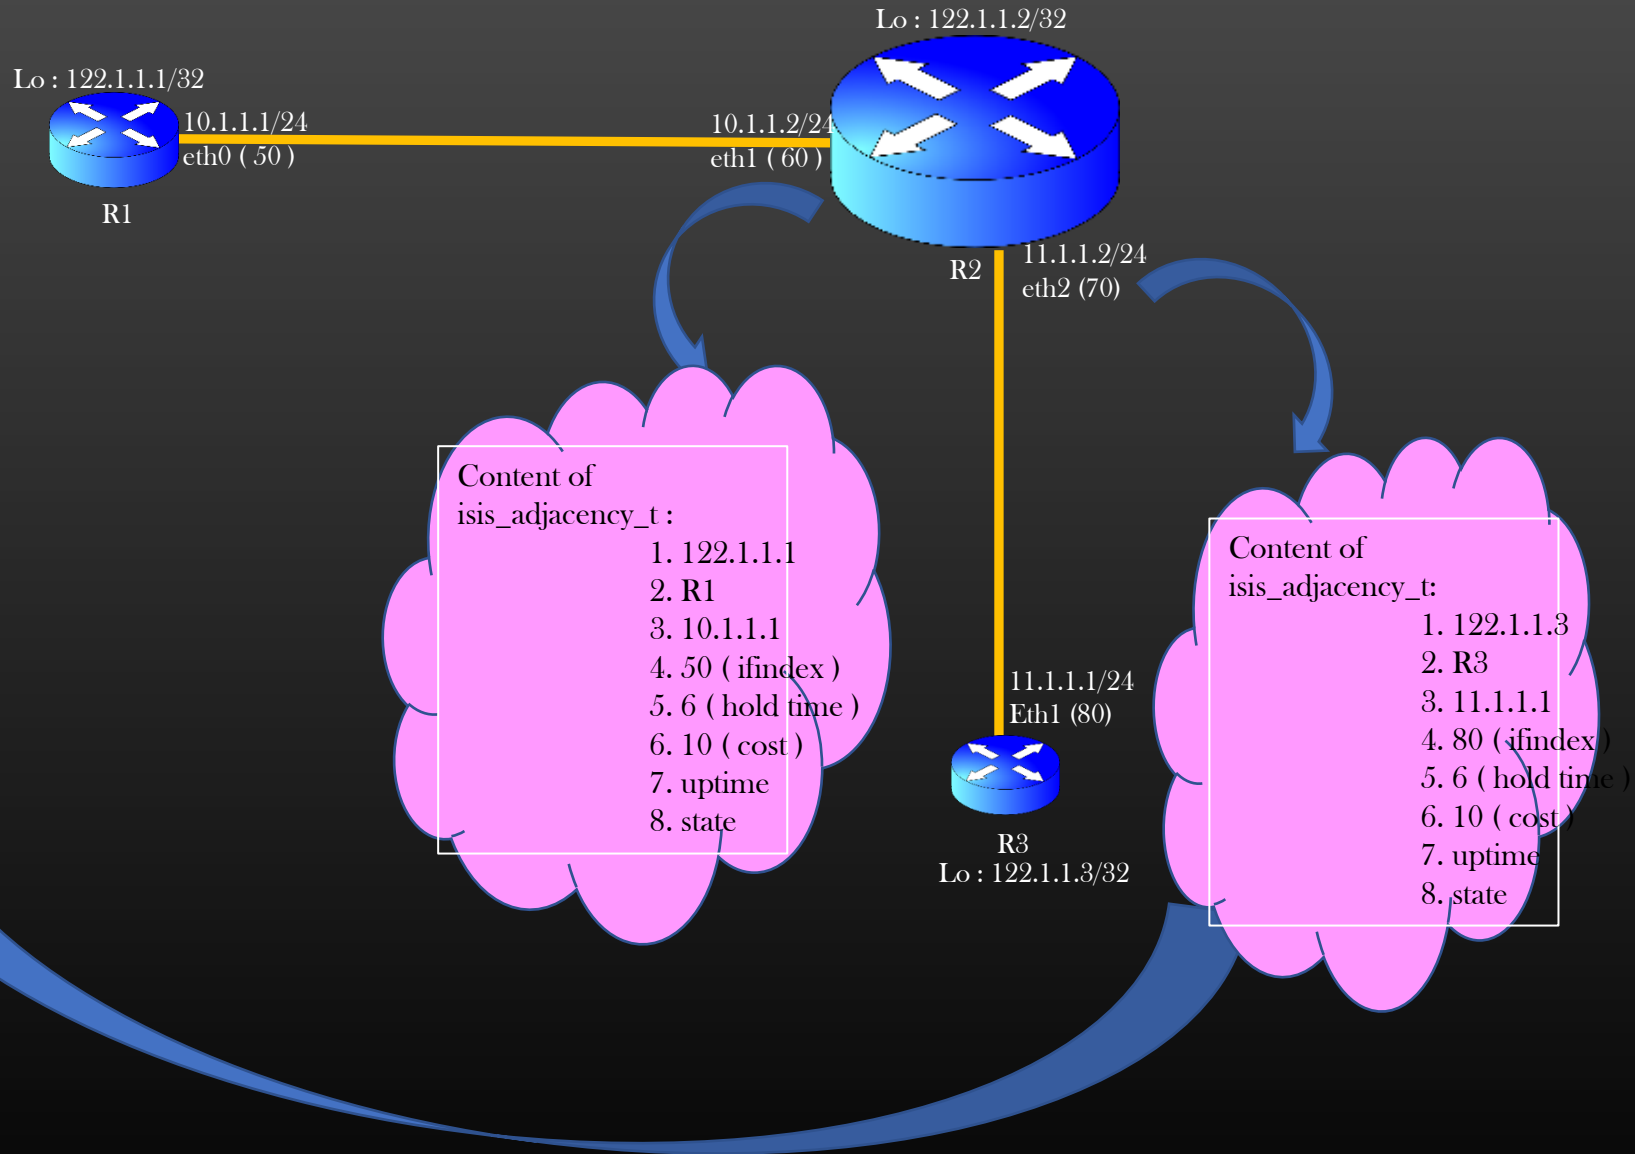 Lo : 122.1.1.2/32
Lo : 122.1.1.1/32
10.1.1.1/24
eth0 ( 50 )
10.1.1.2/24
eth1 ( 60 )
R1
R2
11.1.1.2/24
eth2 (70)
Content of
isis_adjacency_t :
1. 122.1.1.1
2. R1
3. 10.1.1.1
4. 50 ( ifindex )
5. 6 ( hold time )
6. 10 ( cost )
7. uptime
8. state
Content of
isis_adjacency_t:
1. 122.1.1.3
2. R3
3. 11.1.1.1
4. 80 ( ifindex )
5. 6 ( hold time )
6. 10 ( cost )
7. uptime
8. state
11.1.1.1/24
Eth1 (80)
R3
Lo : 122.1.1.3/32